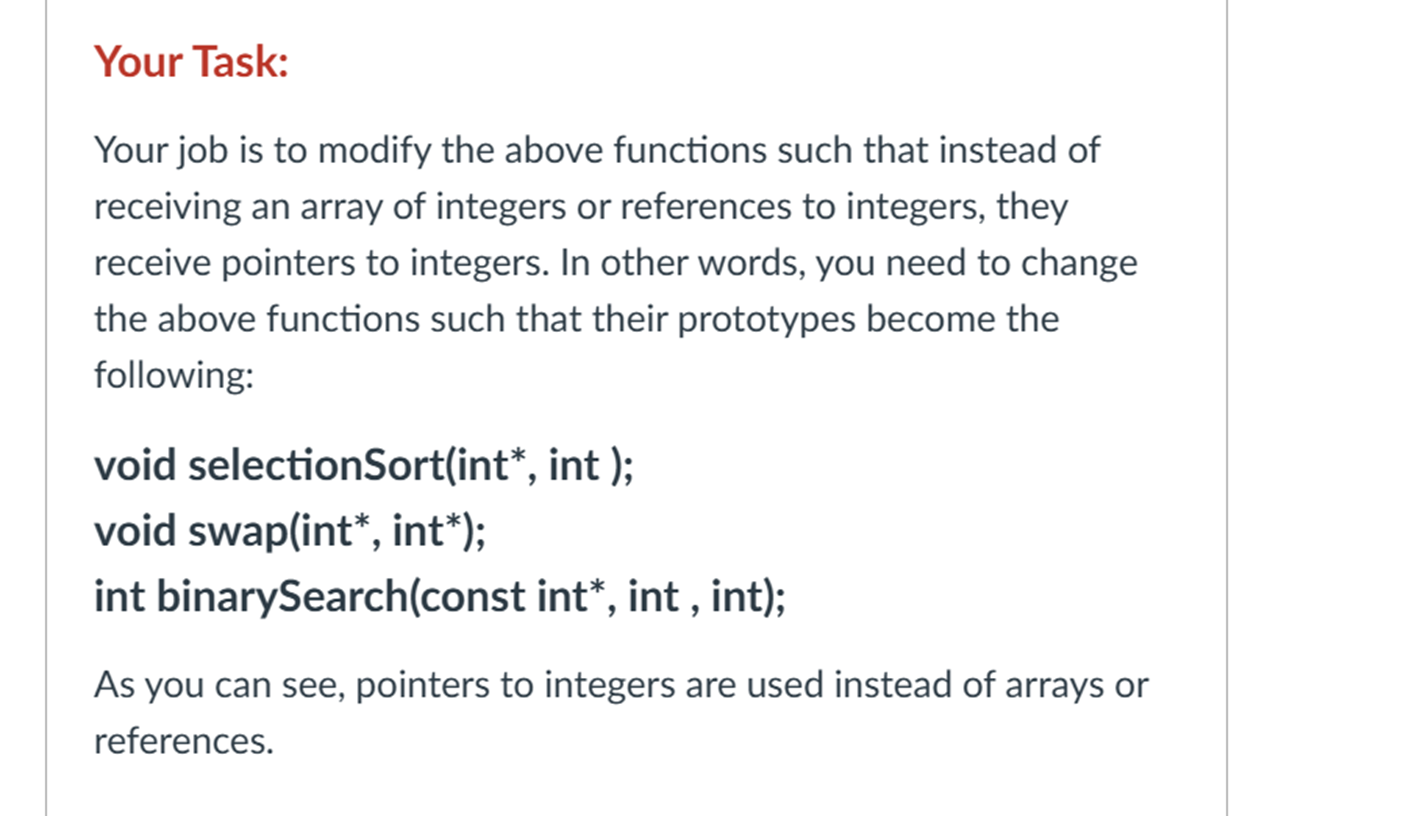 Your Task:
Your job is to modify the above functions such that instead of
receiving an array of integers or references to integers, they
receive pointers to integers. In other words, you need to change
the above functions such that their prototypes become the
following:
void selectionSort(int*, int );
void swap(int*, int*);
int binarySearch(const int*, int , int);
As you can see, pointers to integers are used instead of arrays or
references.